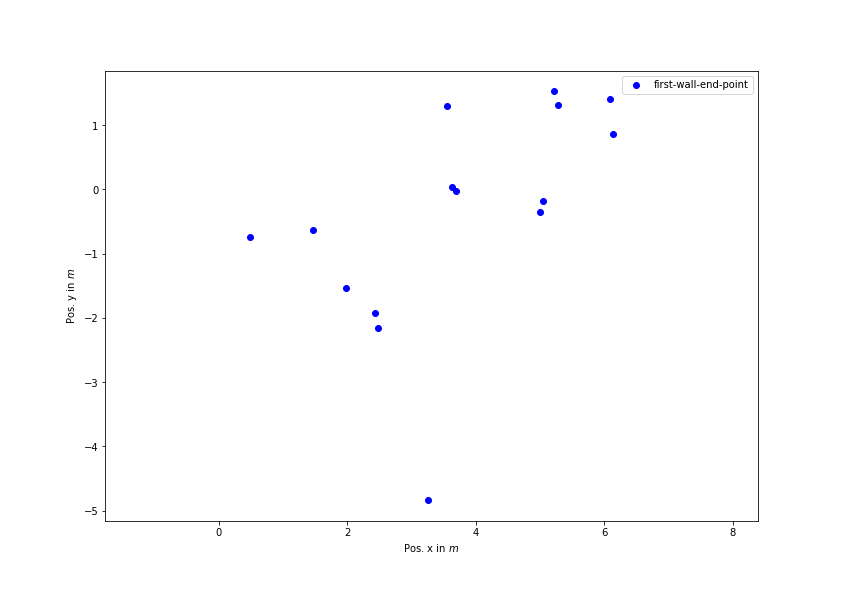 first-wall-end-point
1
0
−1
−2
−3
−4
−5
Pos. y in m
0 2 4 6 8
Pos. x in m